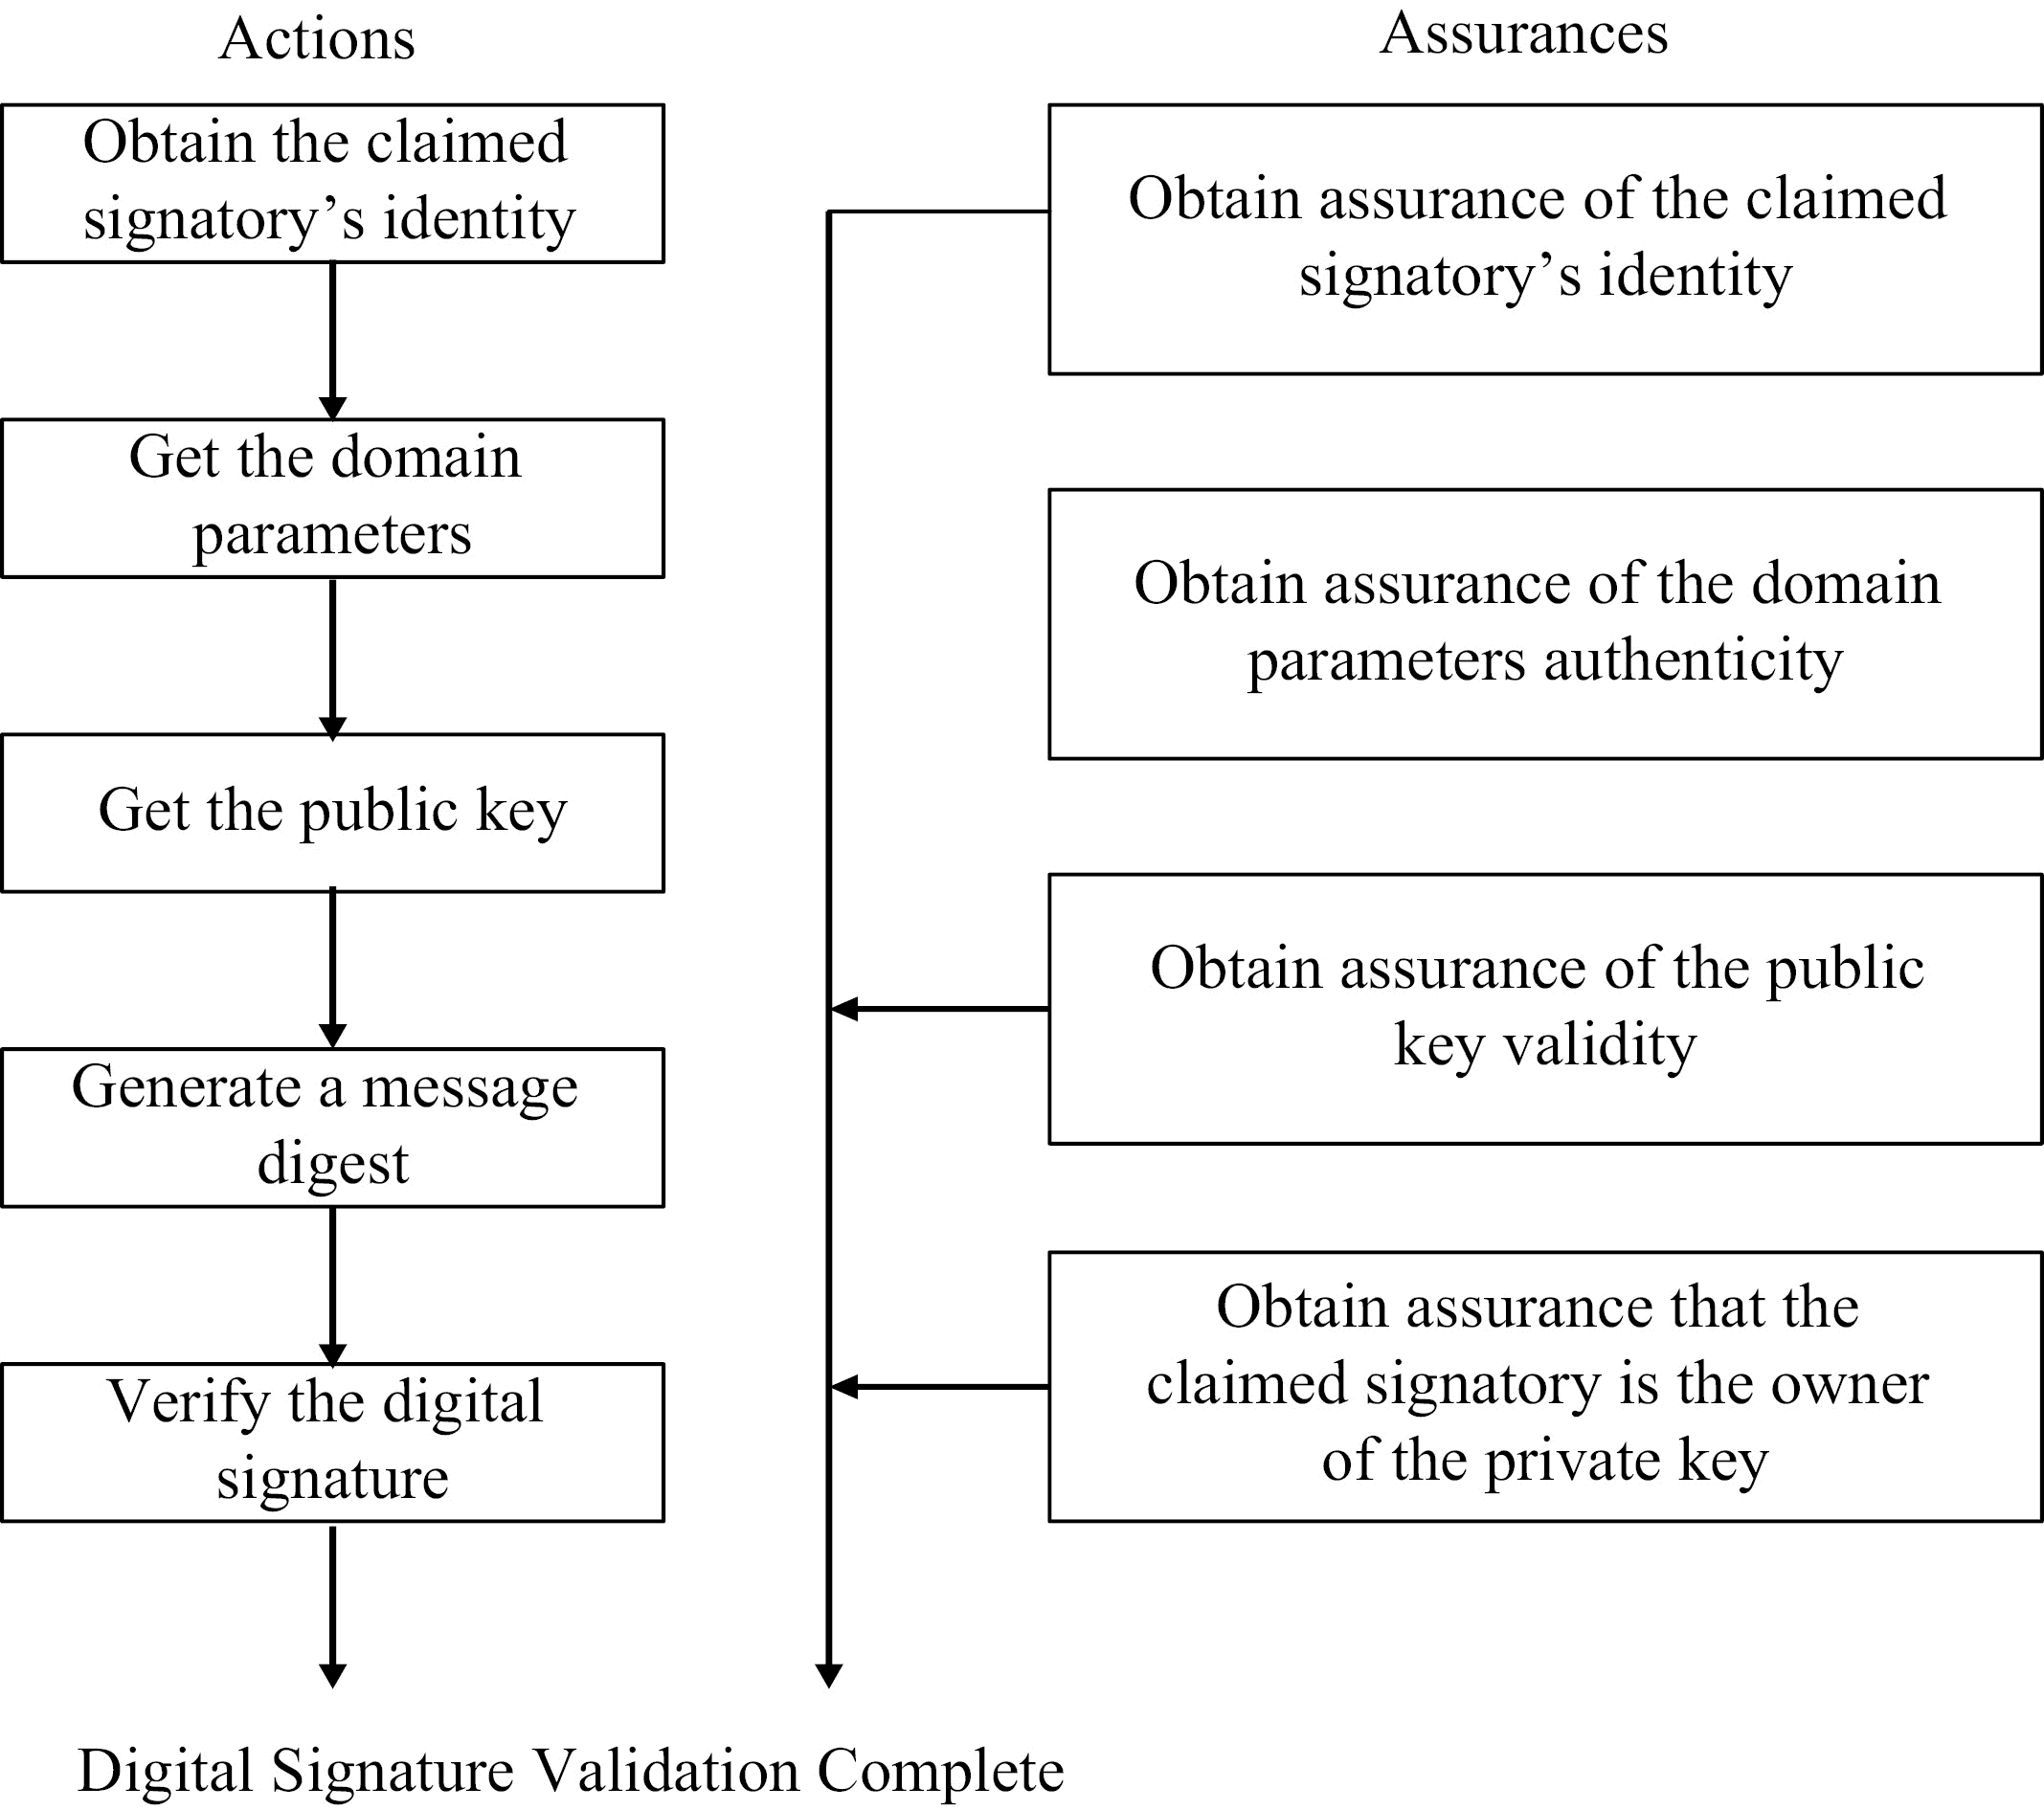 Actions
Obtain the claimed
signatory’s identity
Get the domain
parameters
Get the public key
Generate a message
digest
Verify the digital
signature
Assurances
Obtain assurance of the claimed
signatory’s identity
Obtain assurance of the domain
parameters authenticity
Obtain assurance of the public
key validity
Obtain assurance that the
claimed signatory is the owner
of the private key
Digital Signature Validation Complete